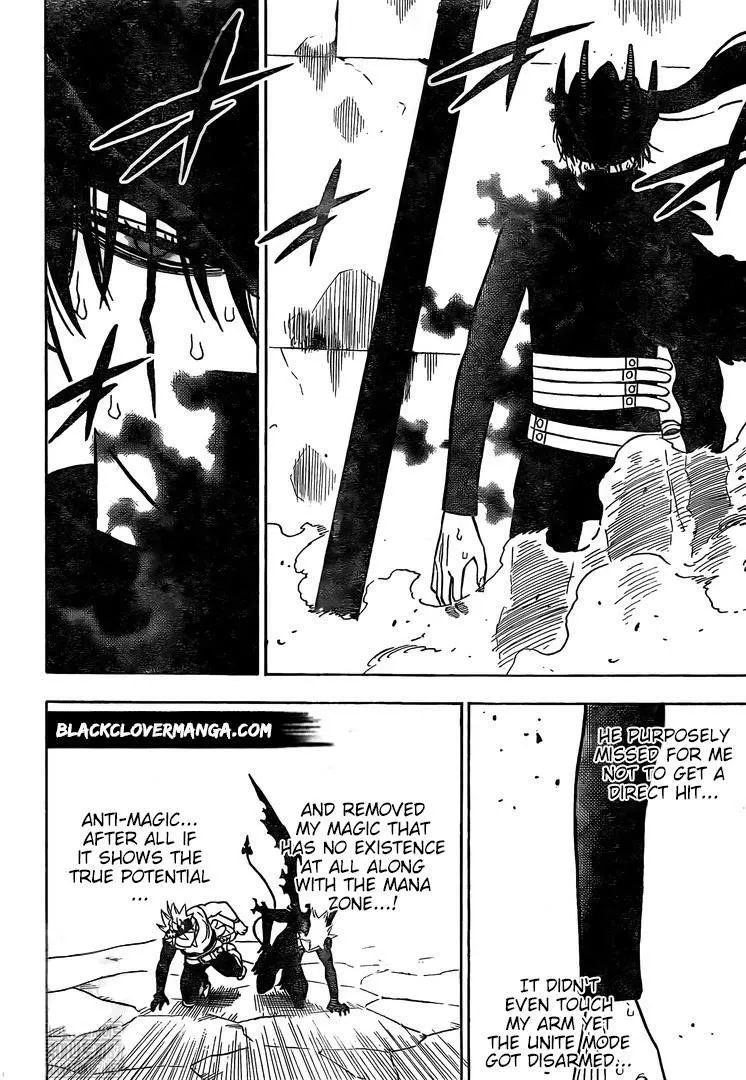 HE PURPOSELY
MISSED FOR ME
NOT TO GET A
DIRECT HIT...
IT DIDN'T
EVEN TOUCH
MY ARM YET
THE UNITE MODE
GOT DISARMED...
BLACKCLOVERMANGA.COM
AND REMOVED
MY MAGIC THAT
HAS NO EXISTENCE
AT ALL ALONG
WITH THE MANA
ZONE...!
ANTI-MAGIC...
AFTER ALL IF
IT SHOWS THE
TRUE POTENTIAL
...